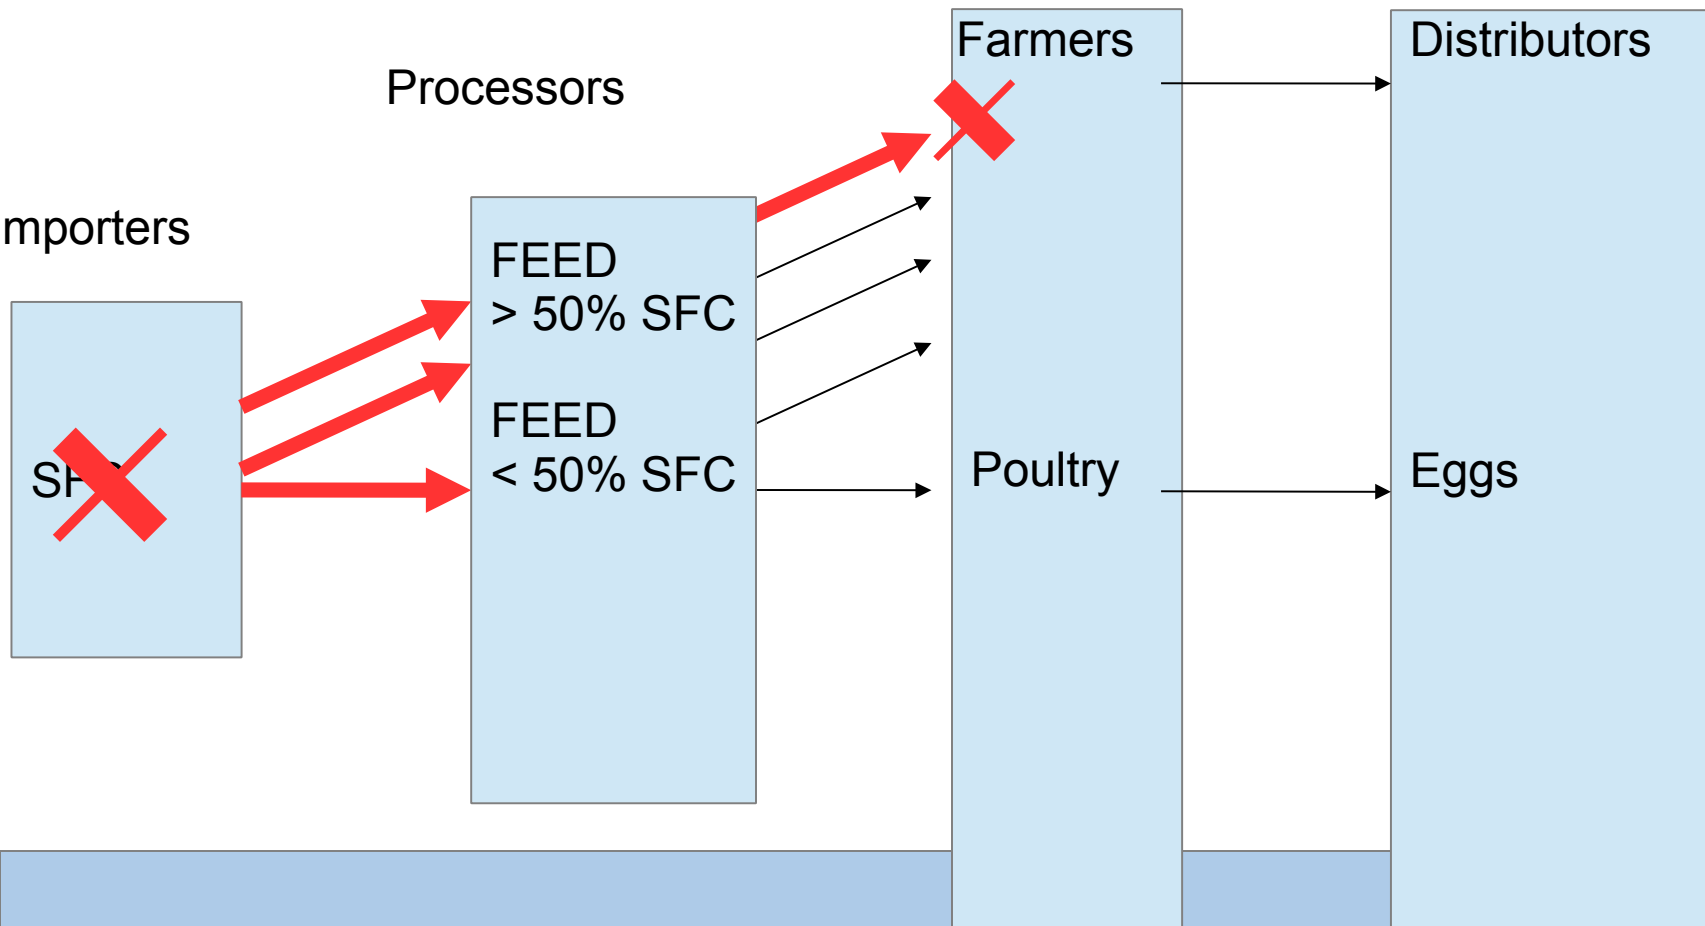 Farmers
Distributors
Processors
mporters
FEED
> 50% SFC
FEED
< 50% SFC
Poultry
Eggs